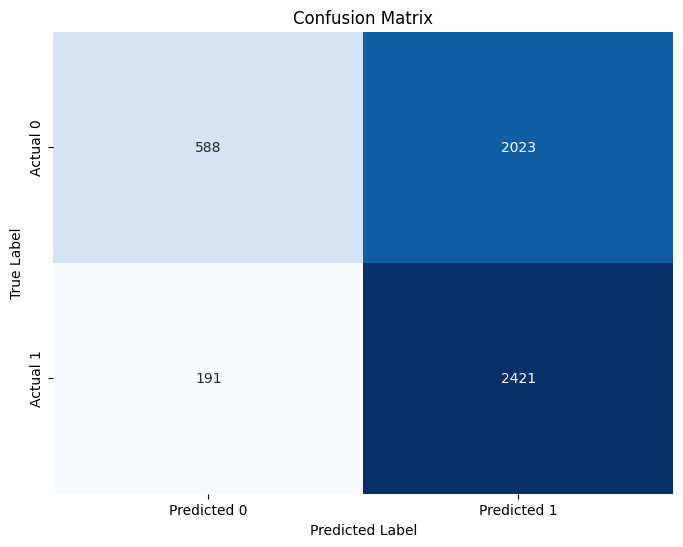 Confusion Matrix
True Label
Actual 0
588
2023
Actual 1
191
2421
Predicted 0
Predicted 1
Predicted Label